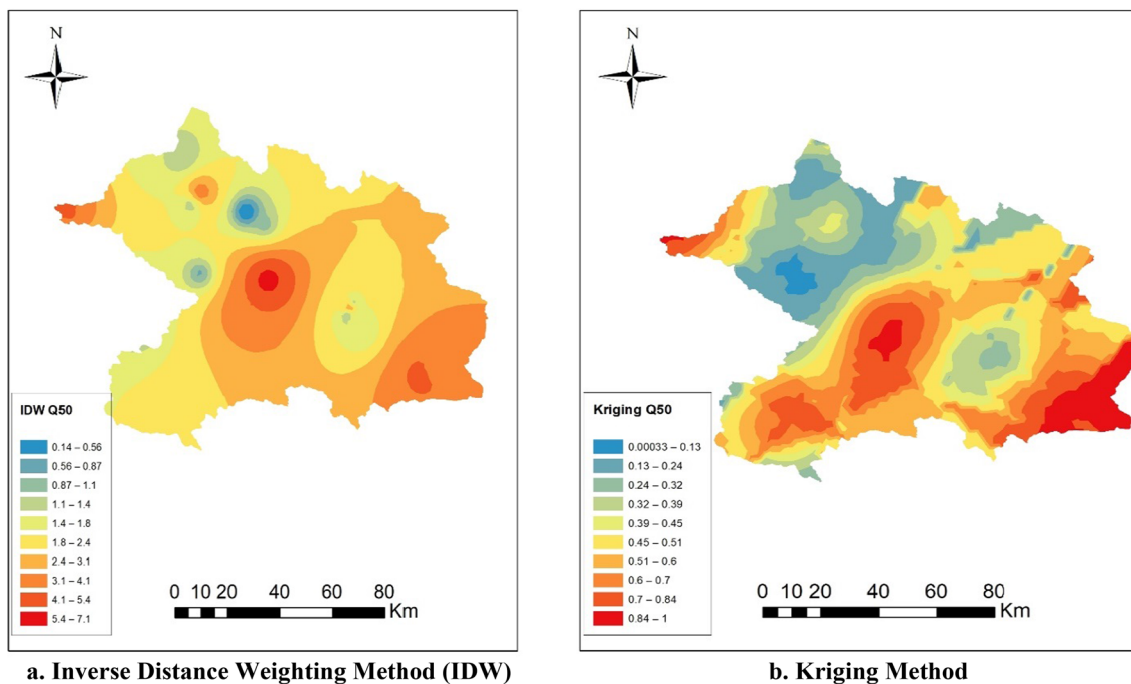 N
IDW Q50
0.14 – 0.56
0.56 – 0.87
0.87 – 1.1
1.1 – 1.4
1.4 – 1.8
1.8 – 2.4
2.4 – 3.1
3.1 – 4.1
4.1 – 5.4
5.4 – 7.1
0 10 20 40 60 80
Km
a. Inverse Distance Weighting Method (IDW)
N
Kriging Q50
0.00033 – 0.13
0.13 – 0.24
0.24 – 0.32
0.32 – 0.39
0.39 – 0.45
0.45 – 0.51
0.51 – 0.6
0.6 – 0.7
0.7 – 0.84
0.84 – 1
0 10 20 40 60 80
Km
b. Kriging Method